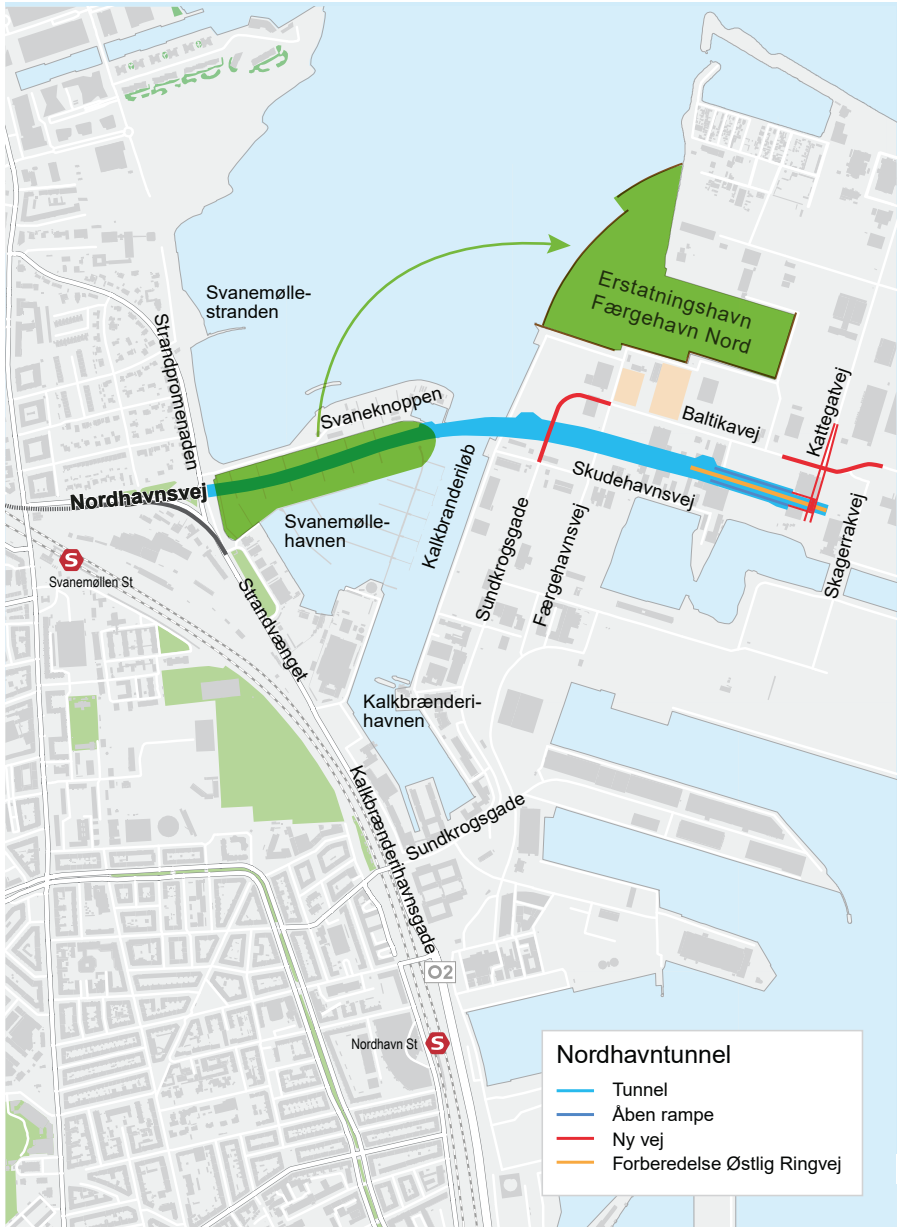 Svanemølle-
stranden
Strandpromenaden
Erstatningshavn
Færgehavn Nord
Svaneknoppen
Baltikavej
Kattegatvej
Nordhavnsvej
Skudehavnsvej
Svanemølle-
havnen
Kalkbranderiløb
Sundkrogsgade
Færgehavnsvej
Skagerrakvej
S
Svanemøllen St
Strandvænget
Kalkbrænderi-
havnen
Kalkbrænderihavnsgade
Sundkrogsgade
O2
Nordhavn St
S
Nordhavntunnel
Tunnel
Åben rampe
Ny vej
Forberedelse Østlig Ringvej